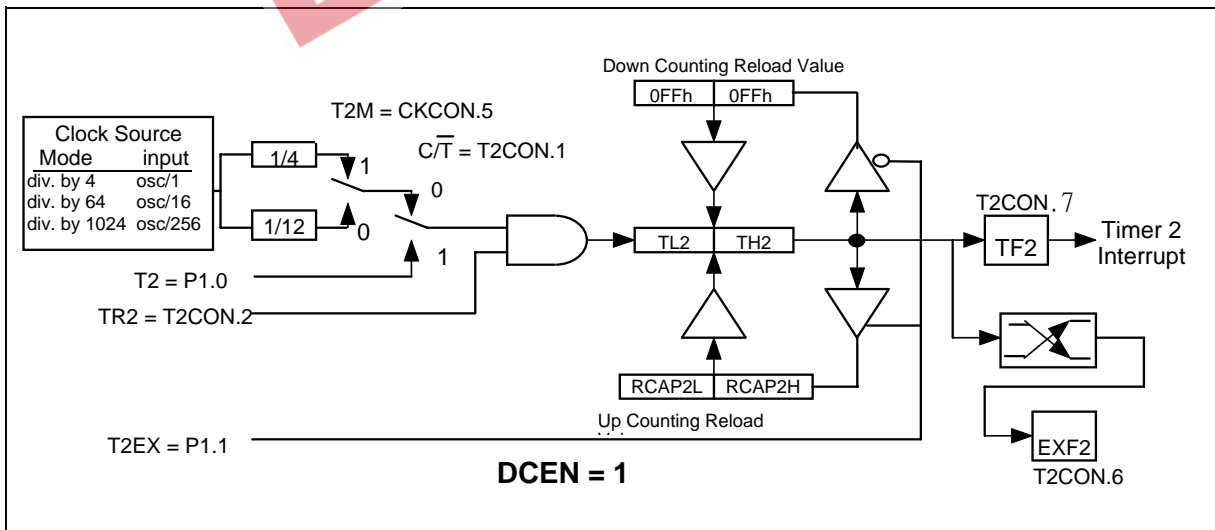 Down Counting Reload Value
0FFh 0FFh
T2M = CKCON.5
C/T̅ = T2CON.1
Clock Source
Mode input
div. by 4 osc/1
div. by 64 osc/16
div. by 1024 osc/256
1/4
1
0
1/12
0
1
T2CON.7
TL2 TH2
TF2
Timer 2
Interrupt
T2 = P1.0
TR2 = T2CON.2
RCAP2L RCAP2H
Up Counting Reload
T2EX = P1.1
DCEN = 1
EXF2
T2CON.6